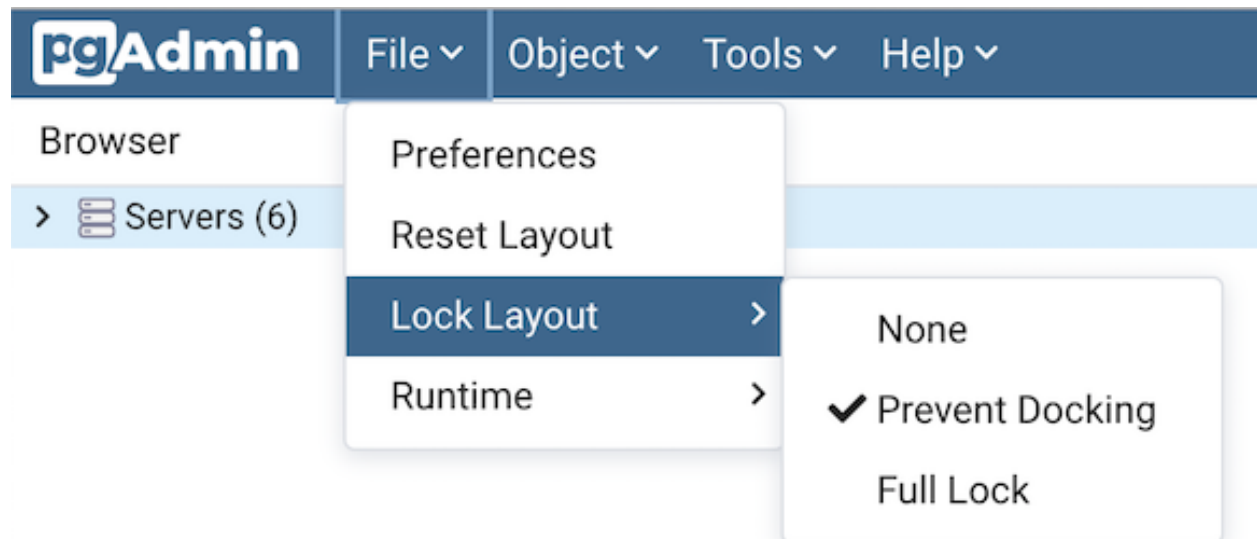 pgAdmin File Object Tools Help
Browser
Servers (6)
Preferences
Reset Layout
Lock Layout
Runtime
None
Prevent Docking
Full Lock